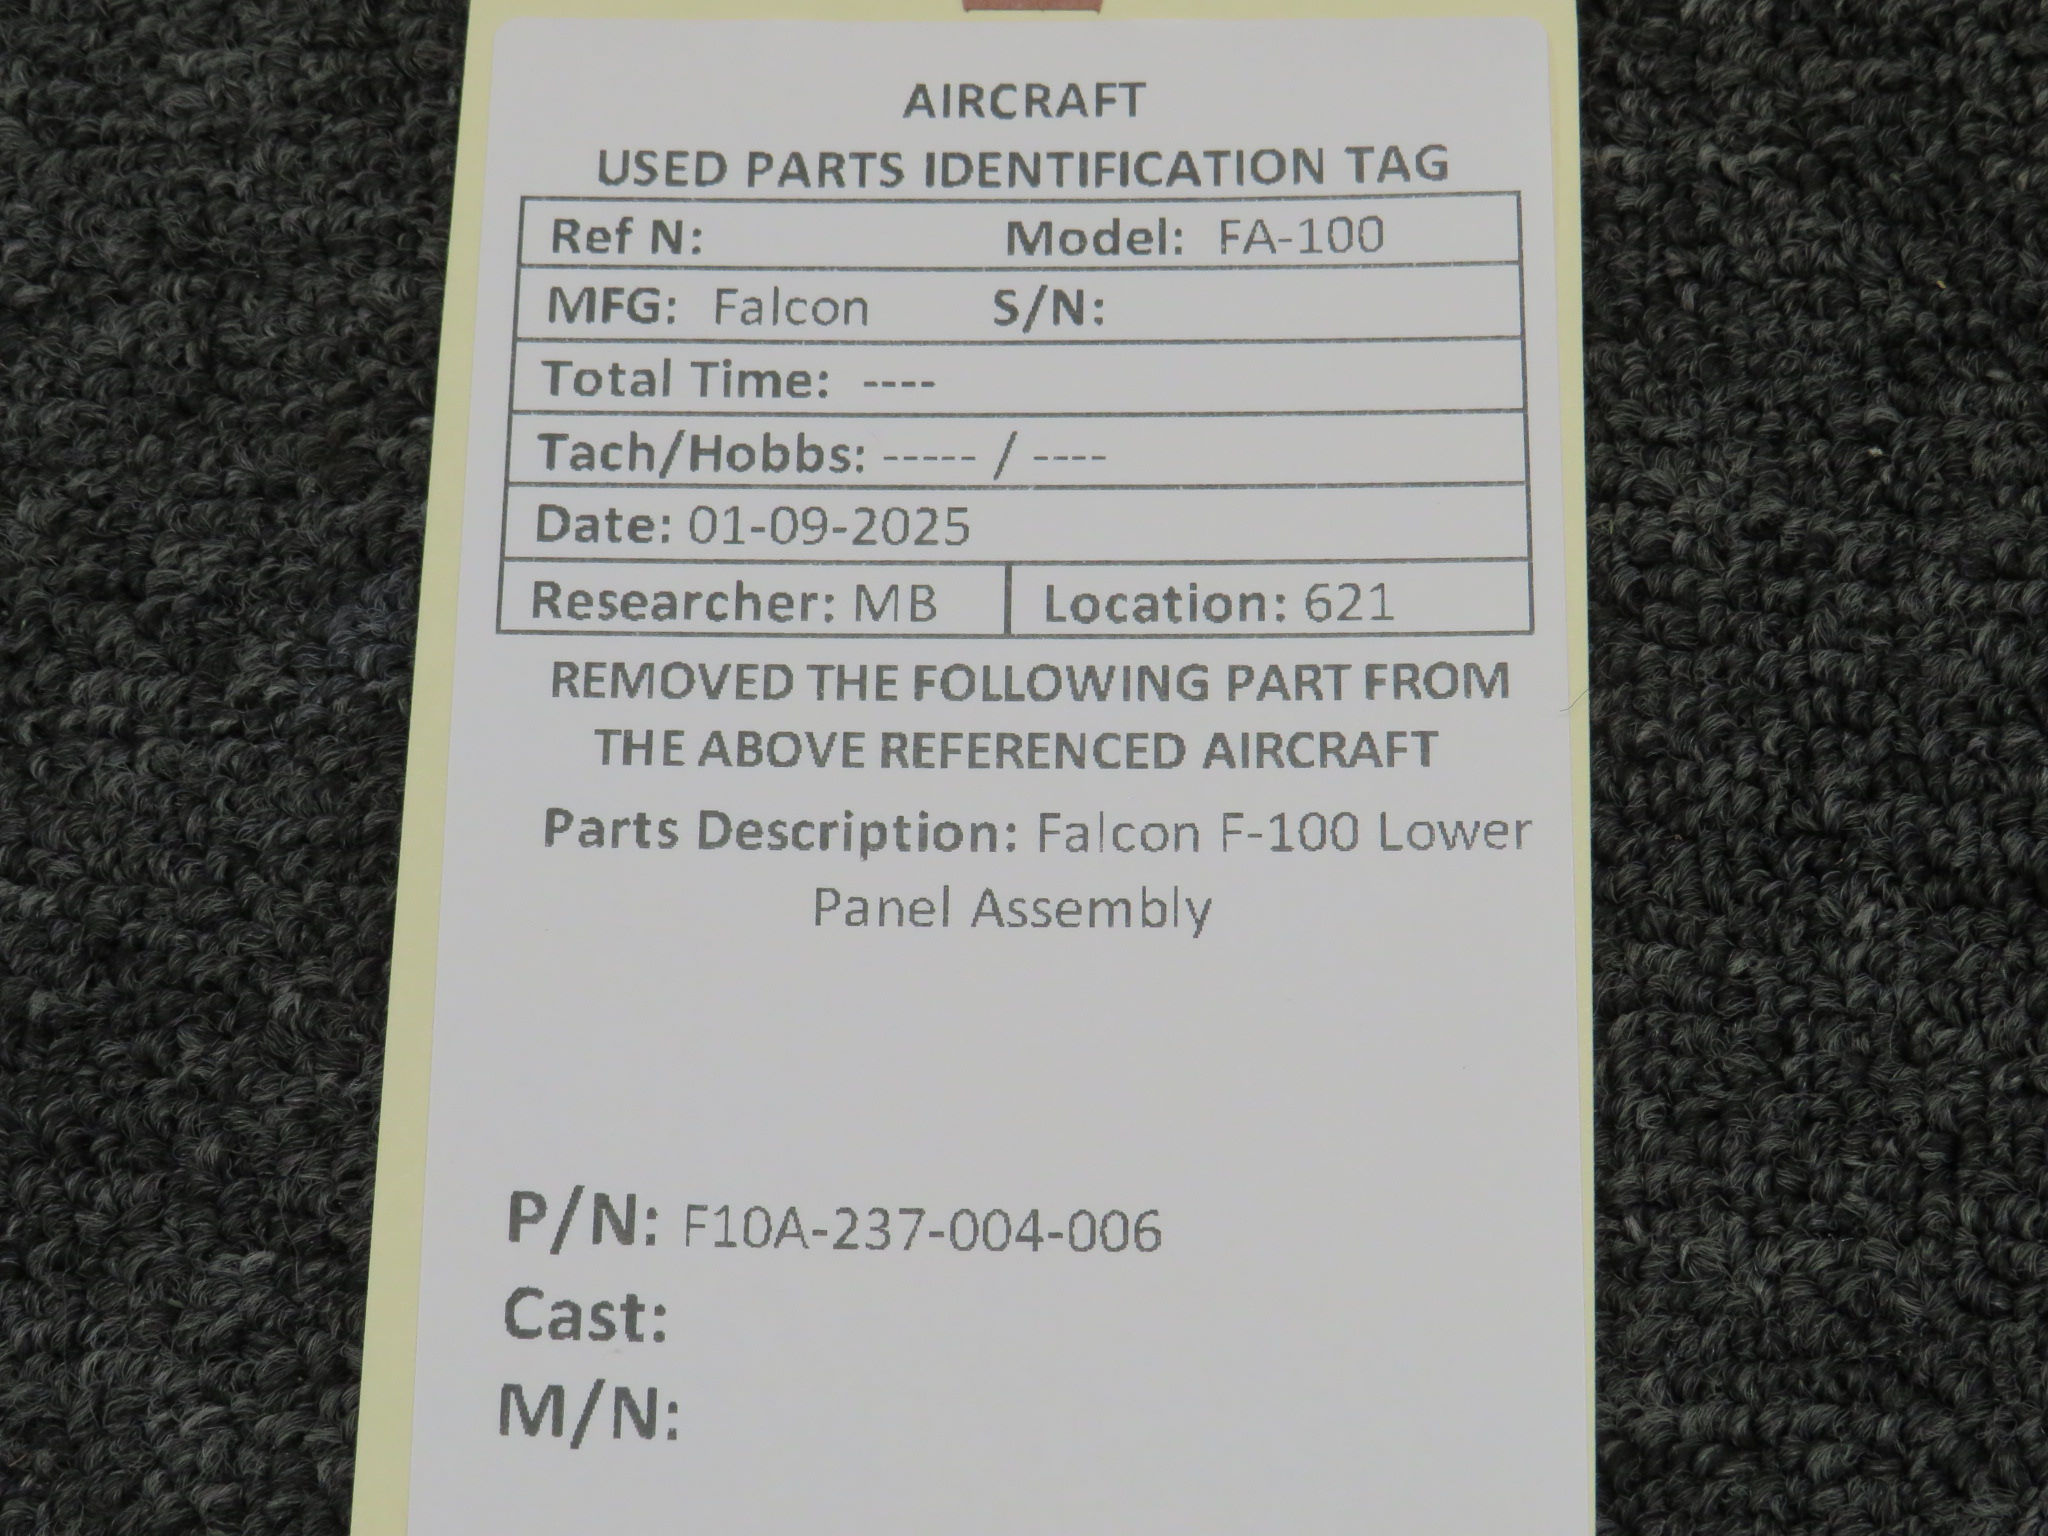 AIRCRAFT
USED PARTS IDENTIFICATION TAG
Ref N: Model: FA-100
MFG: Falcon S/N:
Total Time: ----
Tach/Hobbs: ----- / ----
Date: 01-09-2025
Researcher: MB Location: 621
REMOVED THE FOLLOWING PART FROM
THE ABOVE REFERENCED AIRCRAFT
Parts Description: Falcon F-100 Lower
Panel Assembly
P/N: F10A-237-004-006
Cast:
M/N: